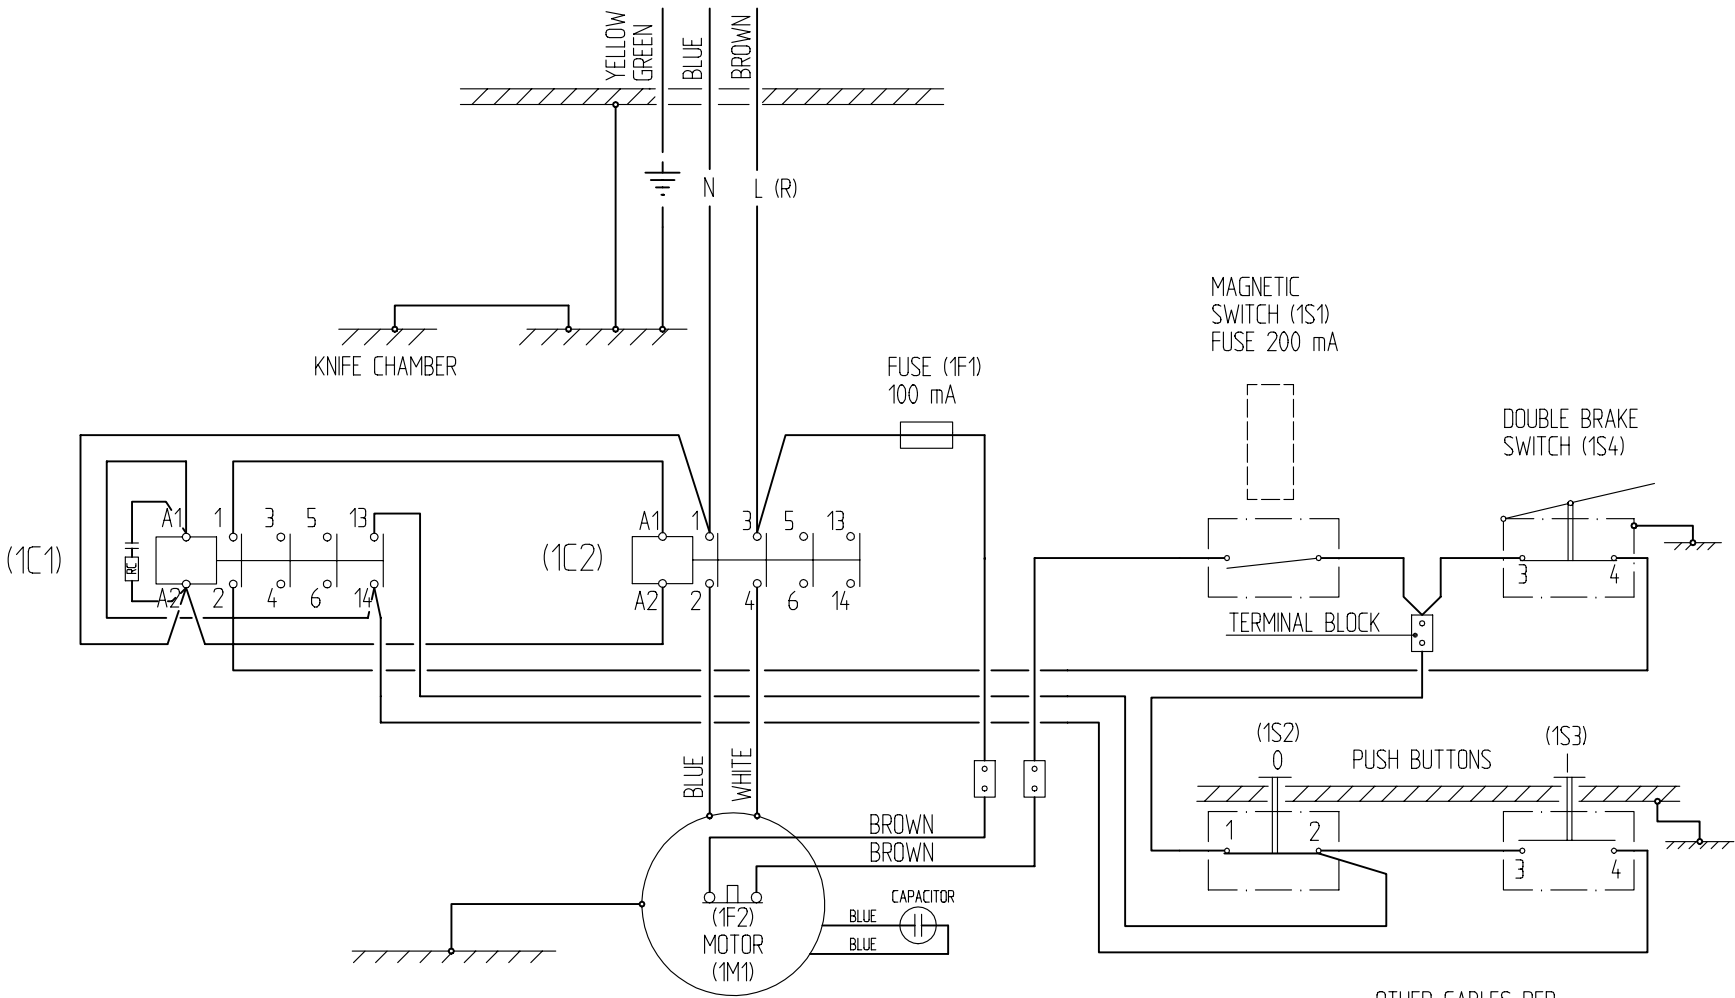 YELLOW
GREEN
BLUE
BROWN
N
L (R)
KNIFE CHAMBER
MAGNETIC
SWITCH (1S1)
FUSE 200 mA
FUSE (1F1)
100 mA
DOUBLE BRAKE
SWITCH (1S4)
(1C1)
RC
A1 1 3 5 13
A2 2 4 6 14
(1C2)
A1 1 3 5 13
A2 2 4 6 14
3 4
TERMINAL BLOCK
(1S2)
0
PUSH BUTTONS
(1S3)
I
1 2
3 4
BLUE
WHITE
BROWN
BROWN
(1F2)
MOTOR
(1M1)
CAPACITOR
BLUE
BLUE
OTHER CABLES RED